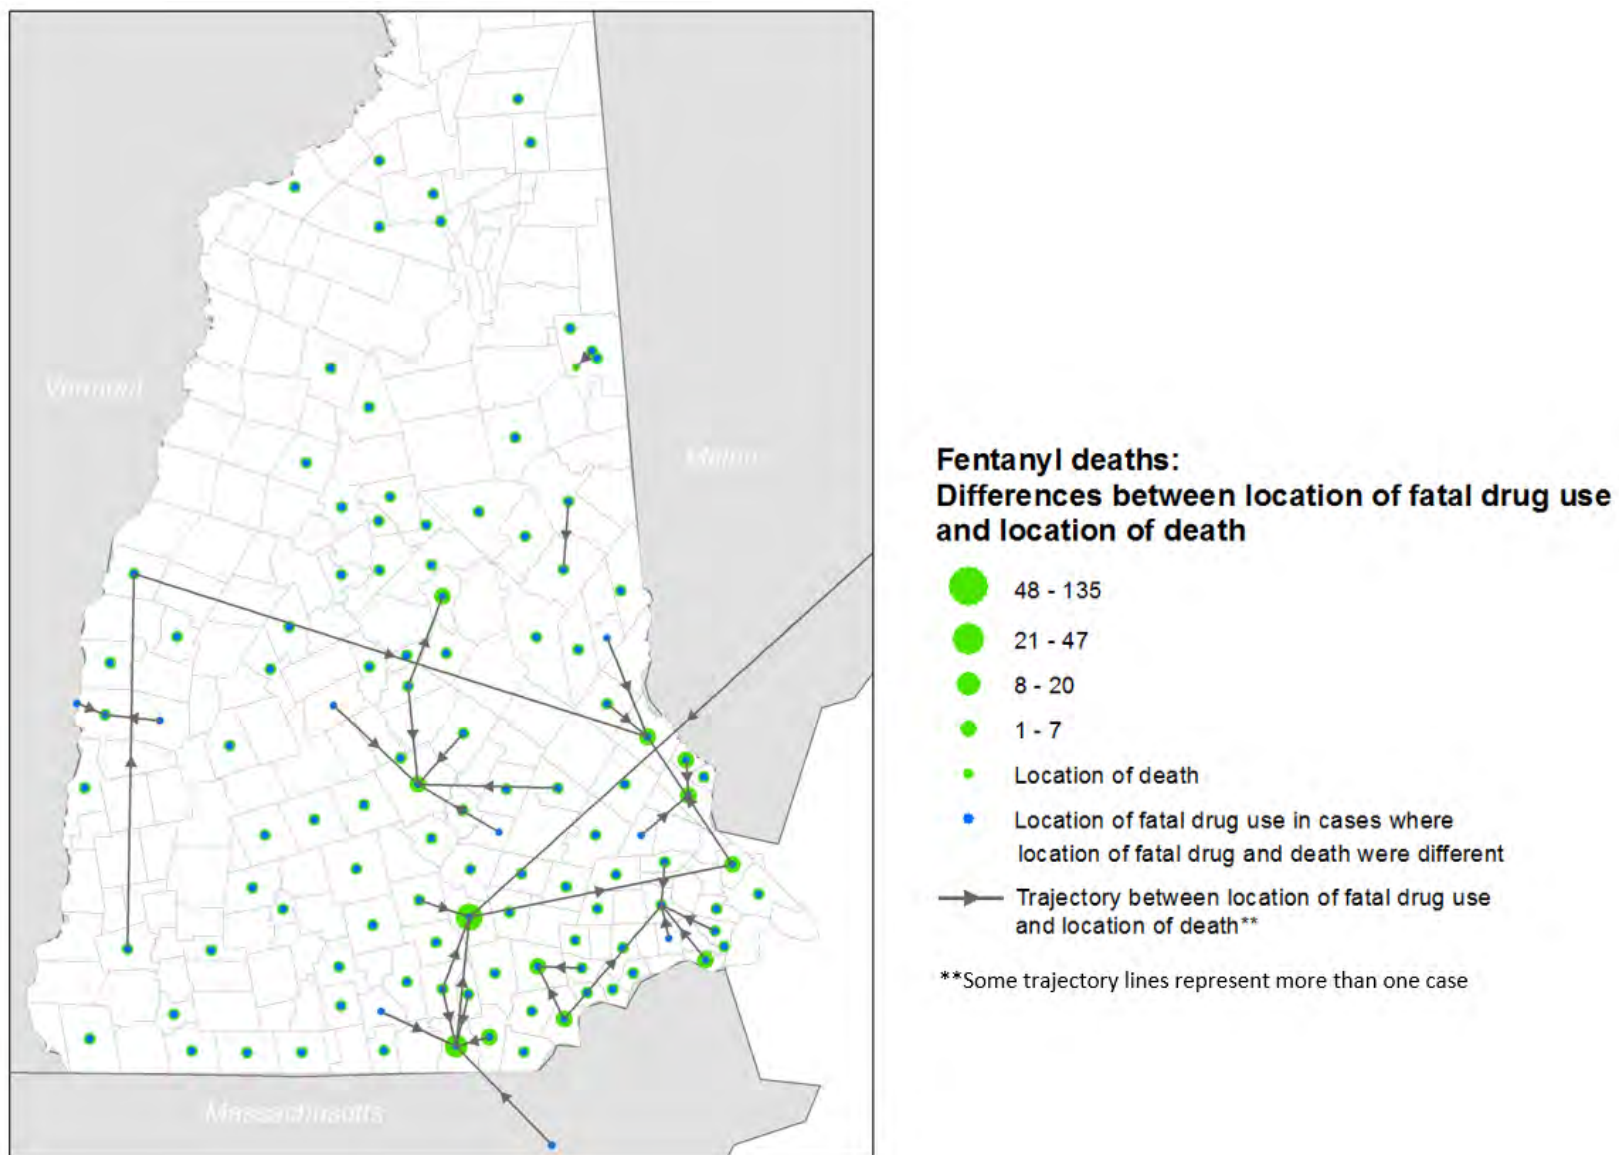 Vermont
Maine
Massachusetts
Fentanyl deaths:
Differences between location of fatal drug use
and location of death
48 - 135
21 - 47
8 - 20
1 - 7
Location of death
Location of fatal drug use in cases where
location of fatal drug and death were different
Trajectory between location of fatal drug use
and location of death**
**Some trajectory lines represent more than one case